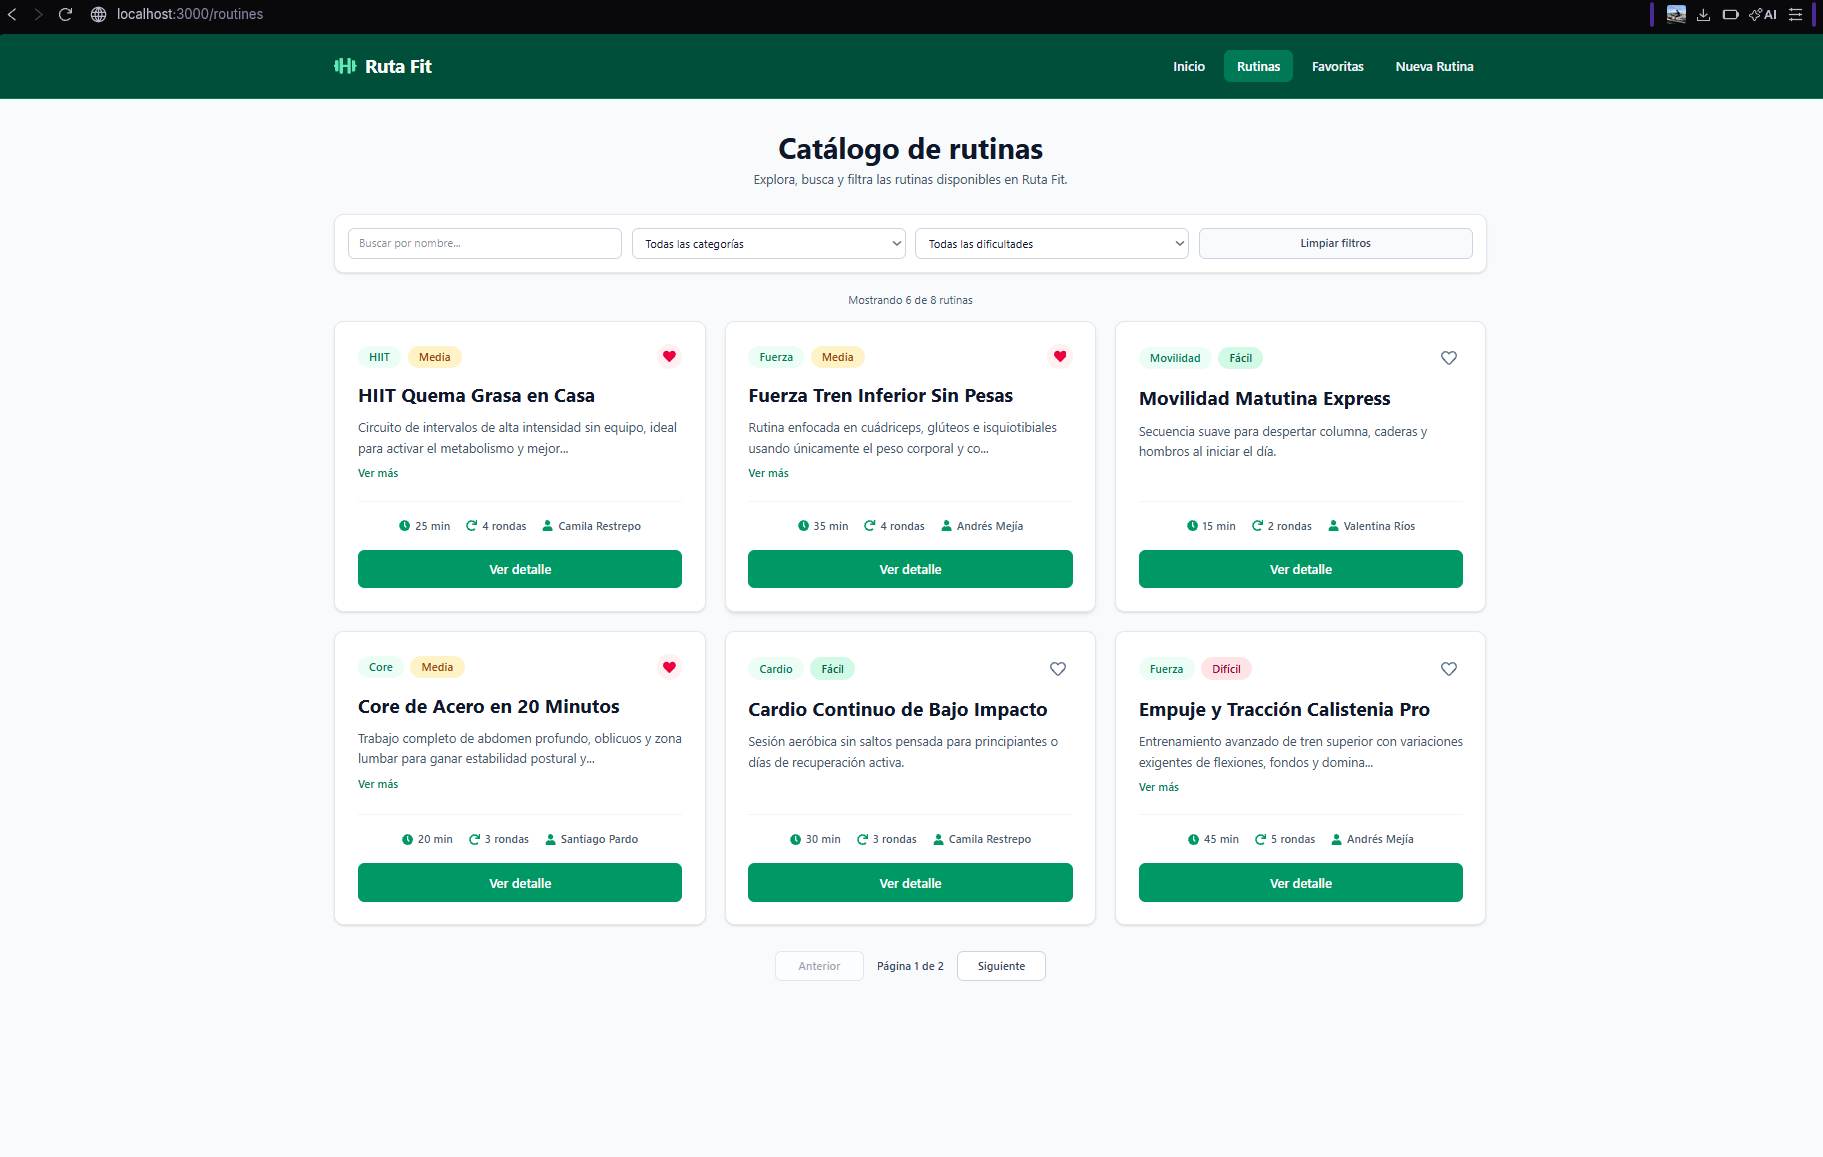 localhost:3000/routines
AI
Ruta Fit
Inicio
Rutinas
Favoritas
Nueva Rutina
Catálogo de rutinas
Explora, busca y filtra las rutinas disponibles en Ruta Fit.
Buscar por nombre...
Todas las categorías
Todas las dificultades
Limpiar filtros
Mostrando 6 de 8 rutinas
HIIT
Media
HIIT Quema Grasa en Casa
Circuito de intervalos de alta intensidad sin equipo, ideal
para activar el metabolismo y mejor...
Ver más
25 min
4 rondas
Camila Restrepo
Ver detalle
Fuerza
Media
Fuerza Tren Inferior Sin Pesas
Rutina enfocada en cuádriceps, glúteos e isquiotibiales
usando únicamente el peso corporal y co...
Ver más
35 min
4 rondas
Andrés Mejía
Ver detalle
Movilidad
Fácil
Movilidad Matutina Express
Secuencia suave para despertar columna, caderas y
hombros al iniciar el día.
15 min
2 rondas
Valentina Ríos
Ver detalle
Core
Media
Core de Acero en 20 Minutos
Trabajo completo de abdomen profundo, oblicuos y zona
lumbar para ganar estabilidad postural y...
Ver más
20 min
3 rondas
Santiago Pardo
Ver detalle
Cardio
Fácil
Cardio Continuo de Bajo Impacto
Sesión aeróbica sin saltos pensada para principiantes o
días de recuperación activa.
30 min
3 rondas
Camila Restrepo
Ver detalle
Fuerza
Difícil
Empuje y Tracción Calistenia Pro
Entrenamiento avanzado de tren superior con variaciones
exigentes de flexiones, fondos y domina...
Ver más
45 min
5 rondas
Andrés Mejía
Ver detalle
Anterior
Página 1 de 2
Siguiente